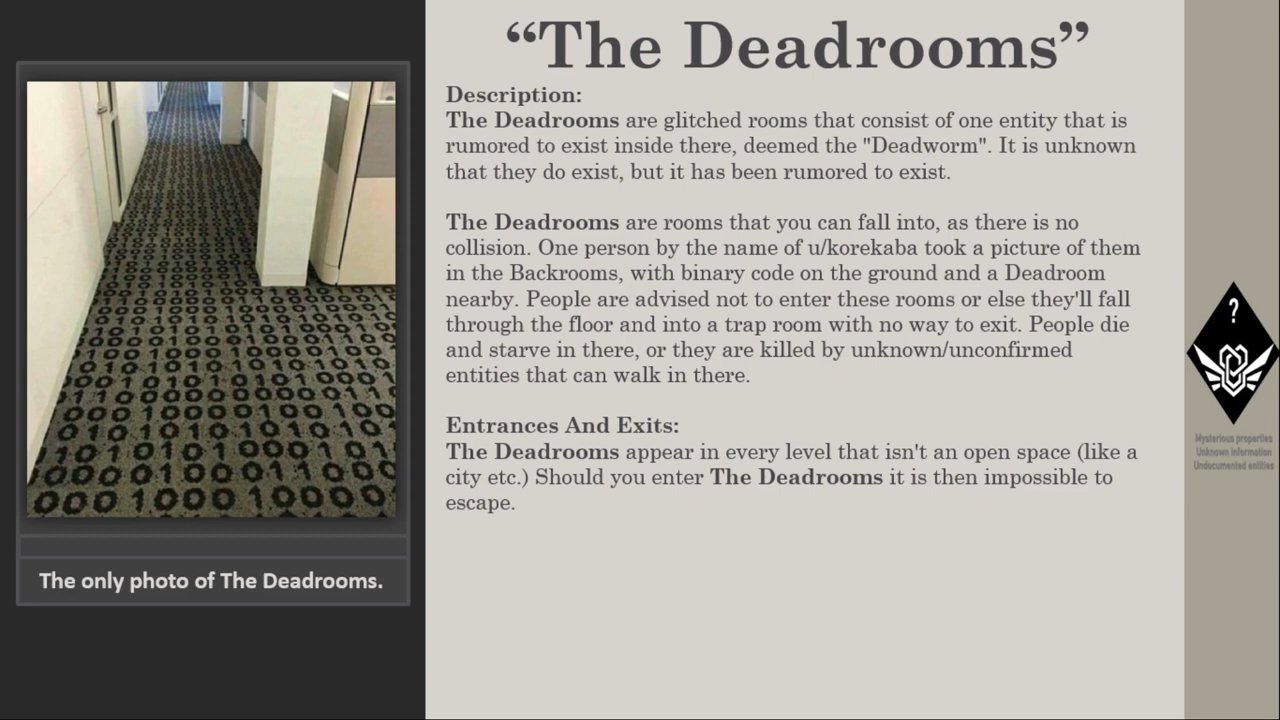 “The Deadrooms”
Description:
The Deadrooms are glitched rooms that consist of one entity that is
rumored to exist inside there, deemed the "Deadworm". It is unknown
that they do exist, but it has been rumored to exist.
The Deadrooms are rooms that you can fall into, as there is no
collision. One person by the name of u/korekaba took a picture of them
in the Backrooms, with binary code on the ground and a Deadroom
nearby. People are advised not to enter these rooms or else they'll fall
through the floor and into a trap room with no way to exit. People die
and starve in there, or they are killed by unknown/unconfirmed
entities that can walk in there.
Entrances And Exits:
The Deadrooms appear in every level that isn't an open space (like a
city etc.) Should you enter The Deadrooms it is then impossible to
escape.
The only photo of The Deadrooms.
?
Mysterious properties
Unknown information
Undocumented entities